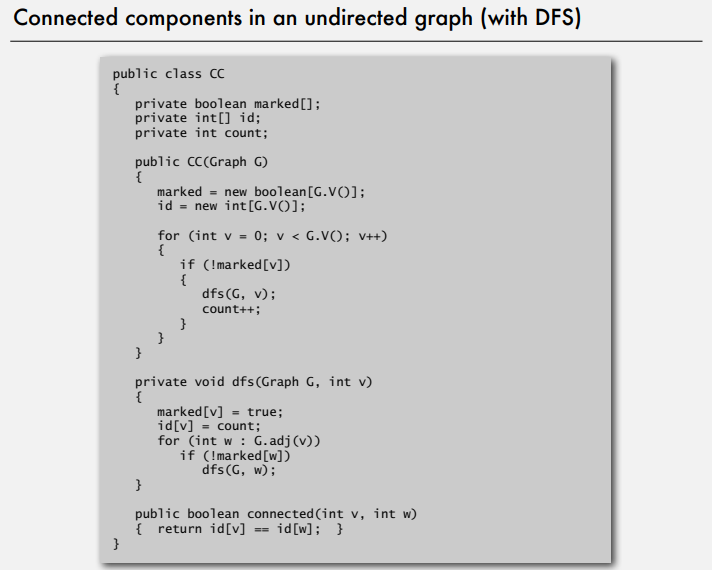 Connected components in an undirected graph (with DFS)
public class CC
{
   private boolean marked[];
   private int[] id;
   private int count;

   public CC(Graph G)
   {
      marked = new boolean[G.V()];
      id = new int[G.V()];

      for (int v = 0; v < G.V(); v++)
      {
         if (!marked[v])
         {
            dfs(G, v);
            count++;
         }
      }
   }

   private void dfs(Graph G, int v)
   {
      marked[v] = true;
      id[v] = count;
      for (int w : G.adj(v))
         if (!marked[w])
            dfs(G, w);
   }

   public boolean connected(int v, int w)
   {  return id[v] == id[w];  }
}